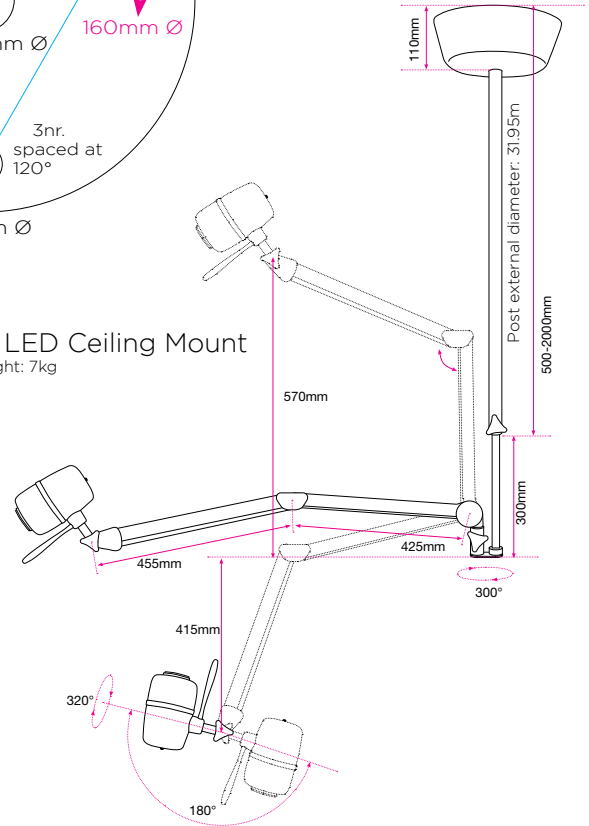 160mm Ø
mm Ø
3nr.
spaced at
120°
m Ø
LED Ceiling Mount
ght: 7kg
110mm
Post external diameter: 31.95m
500-2000mm
570mm
300mm
455mm
425mm
300°
415mm
320°
180°